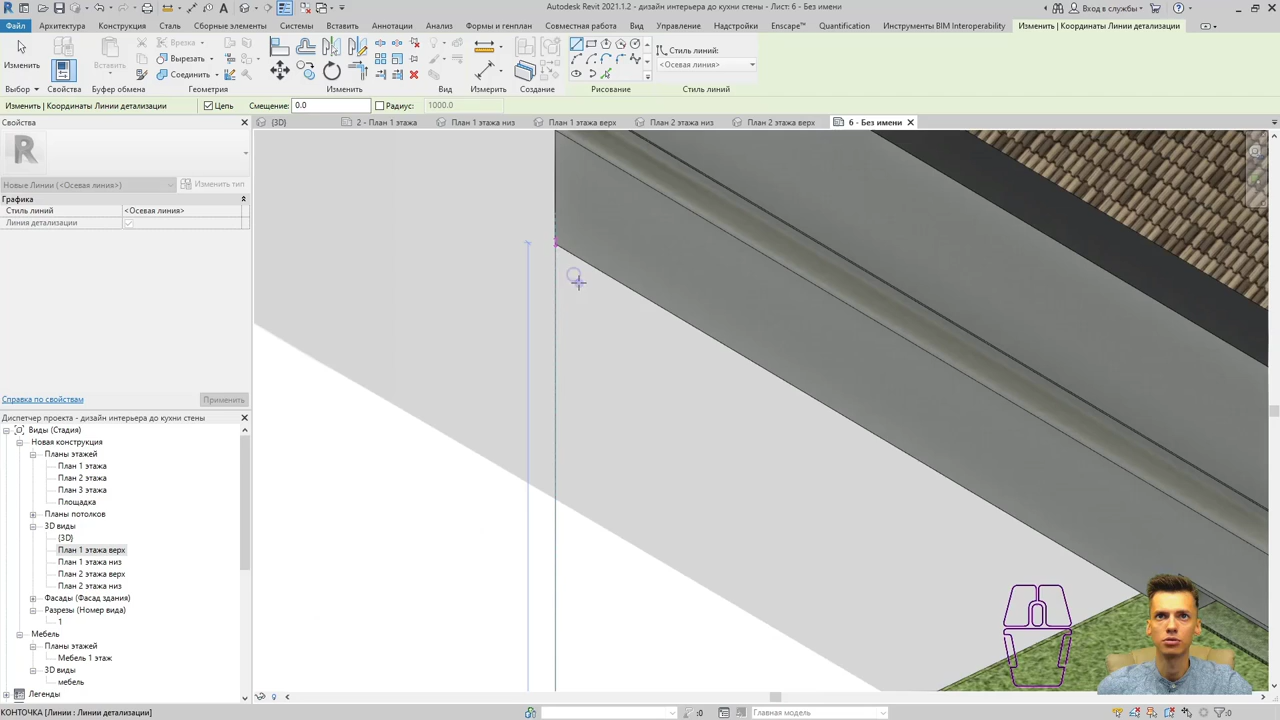 Autodesk Revit 2021.1.2 - дизайн интерьера до кухни стены - Лист: 6 - Без имени
Вход в службы
Файл Архитектура Конструкция Сталь Сборные элементы Системы Вставить Аннотации Анализ Формы и генплан Совместная работа Вид Управление Надстройки Enscape™ Quantification Инструменты BIM Interoperability Изменить | Координаты Линии детализации
Врезка
Вырезать
Соединить
Изменить
Вставить
Стиль линий:
<Осевая линия>
Выбор Свойства Буфер обмена Геометрия Изменить Вид Измерить Создание Рисование Стиль линий
Изменить | Координаты Линии детализации Цепь Смещение: 0.0 Радиус: 1000.0
Свойства
{3D} 2 - План 1 этажа План 1 этажа низ План 1 этажа верх План 2 этажа низ План 2 этажа верх 6 - Без имени
Новые Линии (<Осевая линия>) Изменить тип
Графика
Стиль линий <Осевая линия>
Линия детализации
Справка по свойствам Применить
Диспетчер проекта - дизайн интерьера до кухни стены
Виды (Стадия)
Новая конструкция
Планы этажей
План 1 этажа
План 2 этажа
План 3 этажа
Площадка
Планы потолков
3D виды
{3D}
План 1 этажа верх
План 1 этажа низ
План 2 этажа верх
План 2 этажа низ
Фасады (Фасад здания)
Разрезы (Номер вида)
1
Мебель
Планы этажей
Мебель 1 этаж
3D виды
мебель
Легенды
КОНТОЧКА [Линии : Линии детализации]
:0
Главная модель
:0